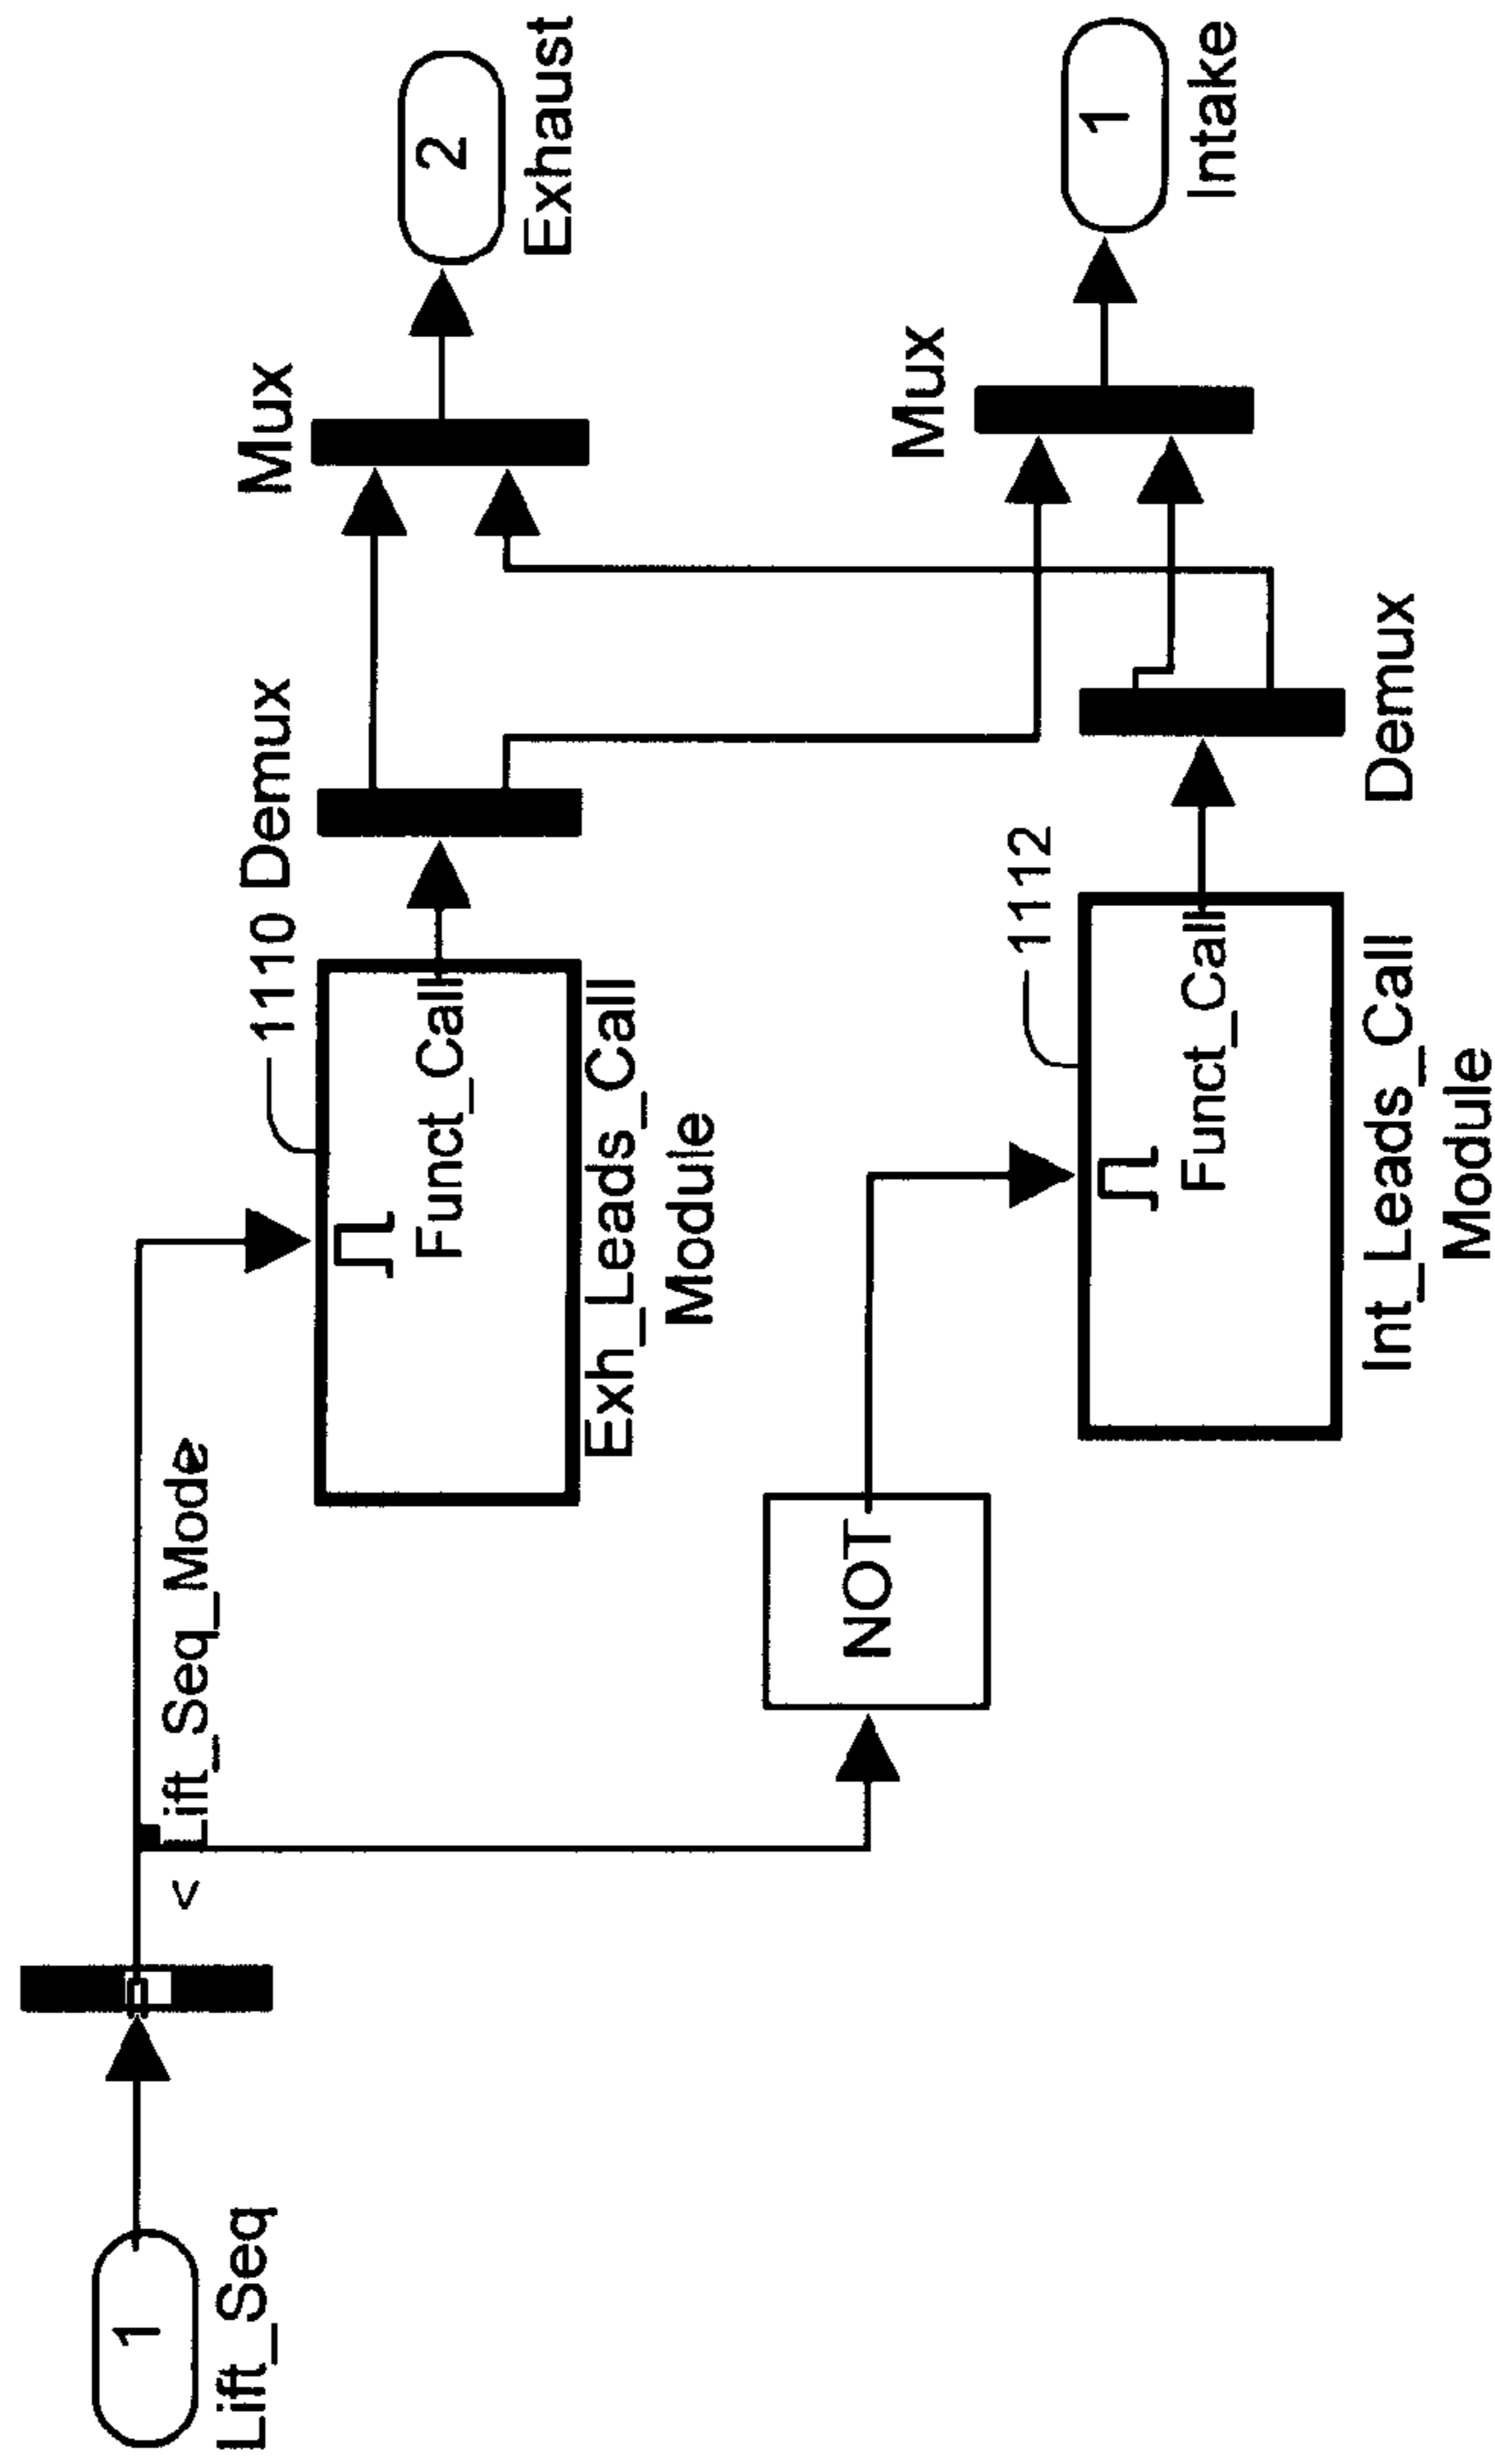 1
Lift_Seq
<Lift_Seq_Mode>
1110
Funct_Call
Exh_Leads_Call
Module
Demux
Mux
2
Exhaust
NOT
1112
Funct_Call
Int_Leads_Call
Module
Demux
Mux
1
Intake